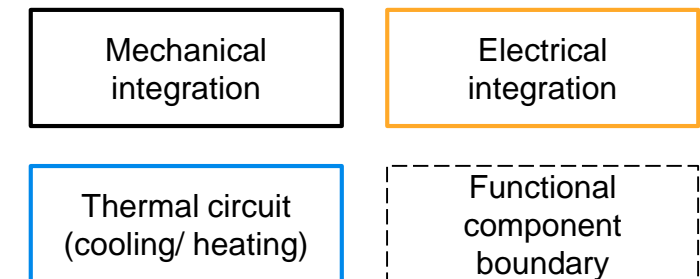 Mechanical
integration
Electrical
integration
Thermal circuit
(cooling/ heating)
Functional
component
boundary